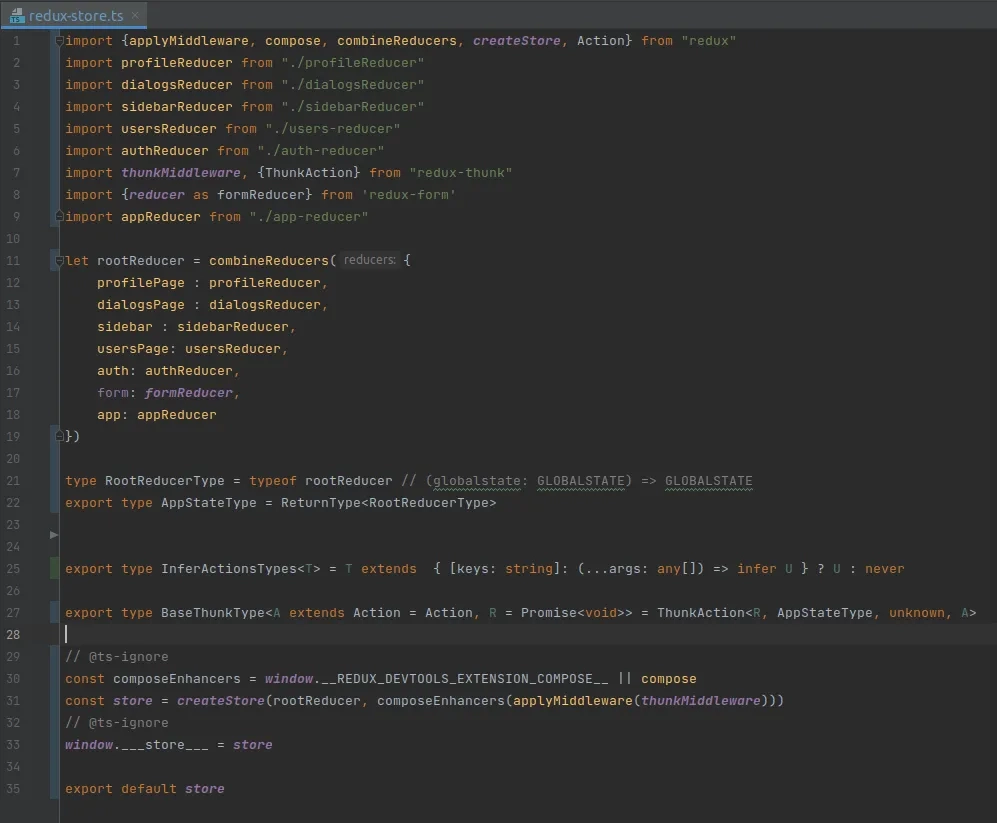 redux-store.ts
1 import {applyMiddleware, compose, combineReducers, createStore, Action} from "redux"
2 import profileReducer from "./profileReducer"
3 import dialogsReducer from "./dialogsReducer"
4 import sidebarReducer from "./sidebarReducer"
5 import usersReducer from "./users-reducer"
6 import authReducer from "./auth-reducer"
7 import thunkMiddleware, {ThunkAction} from "redux-thunk"
8 import {reducer as formReducer} from 'redux-form'
9 import appReducer from "./app-reducer"
10
11 let rootReducer = combineReducers( reducers: {
12     profilePage : profileReducer,
13     dialogsPage : dialogsReducer,
14     sidebar : sidebarReducer,
15     usersPage: usersReducer,
16     auth: authReducer,
17     form: formReducer,
18     app: appReducer
19 })
20
21 type RootReducerType = typeof rootReducer // (globalstate: GLOBALSTATE) => GLOBALSTATE
22 export type AppStateType = ReturnType<RootReducerType>
23
24
25 export type InferActionsTypes<T> = T extends  { [keys: string]: (...args: any[]) => infer U } ? U : never
26
27 export type BaseThunkType<A extends Action = Action, R = Promise<void>> = ThunkAction<R, AppStateType, unknown, A>
28
29 // @ts-ignore
30 const composeEnhancers = window.__REDUX_DEVTOOLS_EXTENSION_COMPOSE__ || compose
31 const store = createStore(rootReducer, composeEnhancers(applyMiddleware(thunkMiddleware)))
32 // @ts-ignore
33 window.___store___ = store
34
35 export default store